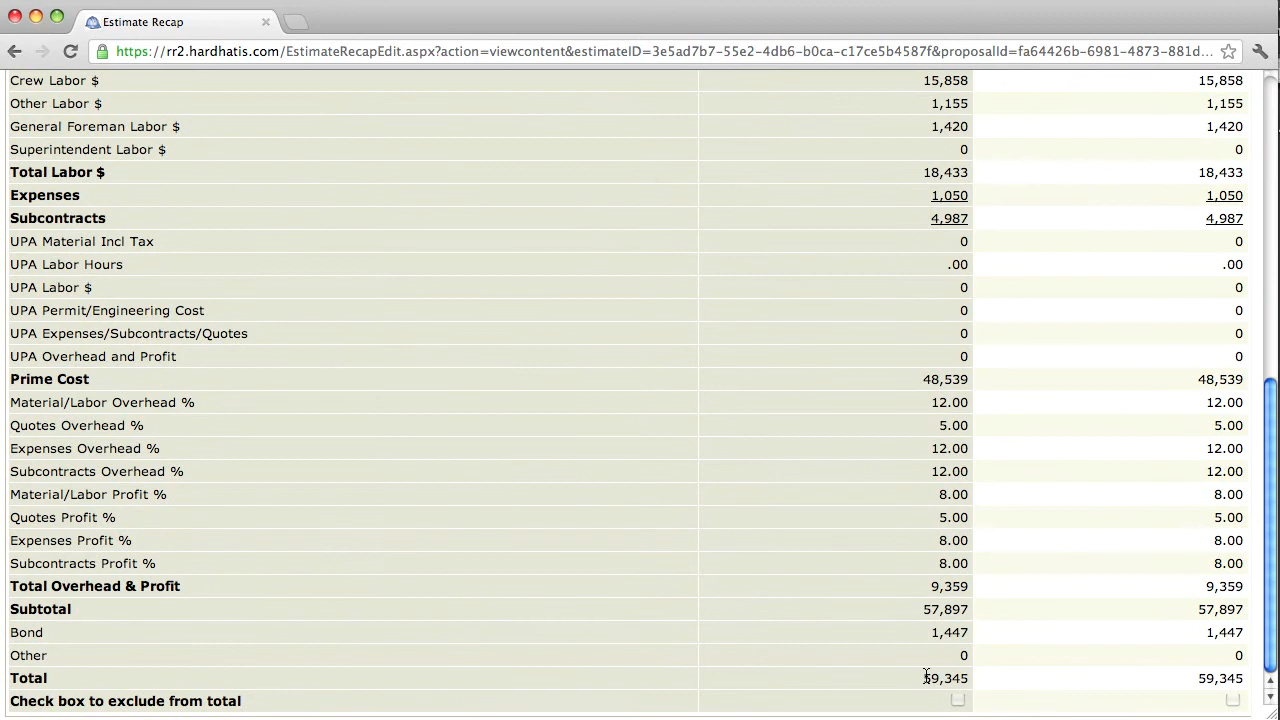 Estimate Recap
https://rr2.hardhatis.com/EstimateRecapEdit.aspx?action=viewcontent&estimateID=3e5ad7b7-55e2-4db6-b0ca-c17ce5b4587f&proposalId=fa64426b-6981-4873-881d...
Crew Labor $ 15,858 15,858
Other Labor $ 1,155 1,155
General Foreman Labor $ 1,420 1,420
Superintendent Labor $ 0 0
Total Labor $ 18,433 18,433
Expenses 1,050 1,050
Subcontracts 4,987 4,987
UPA Material Incl Tax 0 0
UPA Labor Hours .00 .00
UPA Labor $ 0 0
UPA Permit/Engineering Cost 0 0
UPA Expenses/Subcontracts/Quotes 0 0
UPA Overhead and Profit 0 0
Prime Cost 48,539 48,539
Material/Labor Overhead % 12.00 12.00
Quotes Overhead % 5.00 5.00
Expenses Overhead % 12.00 12.00
Subcontracts Overhead % 12.00 12.00
Material/Labor Profit % 8.00 8.00
Quotes Profit % 5.00 5.00
Expenses Profit % 8.00 8.00
Subcontracts Profit % 8.00 8.00
Total Overhead & Profit 9,359 9,359
Subtotal 57,897 57,897
Bond 1,447 1,447
Other 0 0
Total 59,345 59,345
Check box to exclude from total